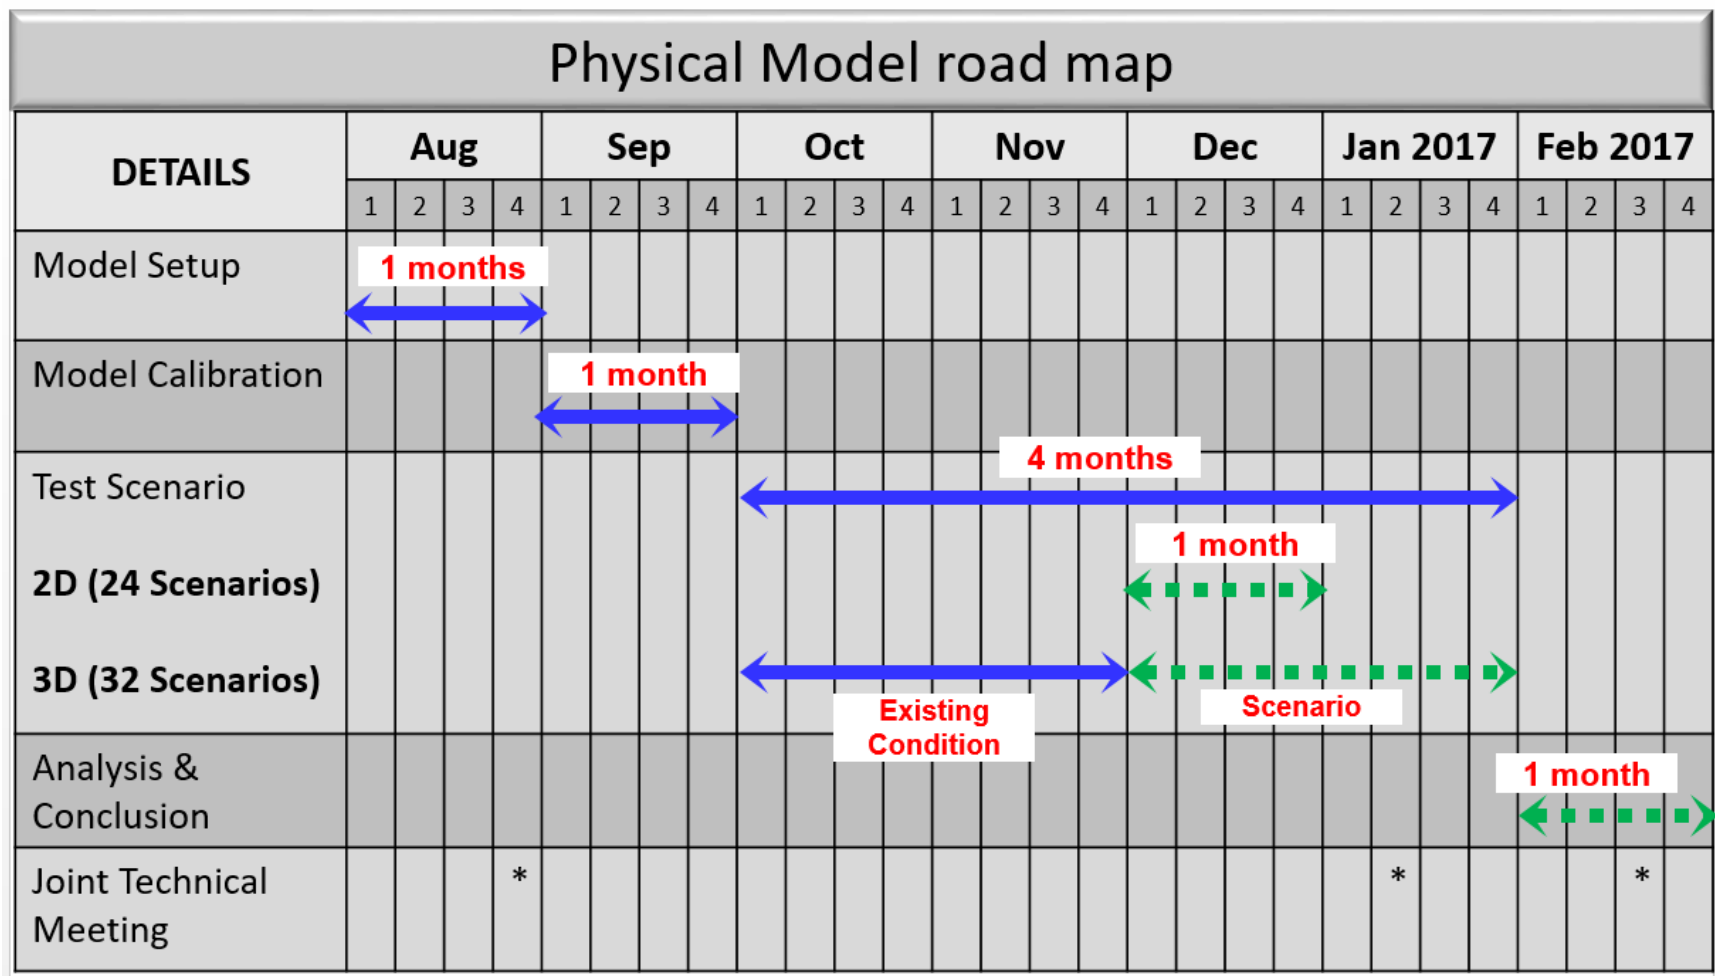 Physical Model road map
DETAILS
Aug Sep Oct Nov Dec Jan 2017 Feb 2017
1 2 3 4 1 2 3 4 1 2 3 4 1 2 3 4 1 2 3 4 1 2 3 4 1 2 3 4
Model Setup
1 months
Model Calibration
1 month
4 months
Test Scenario
1 month
2D (24 Scenarios)
3D (32 Scenarios)
Existing
Condition
Scenario
Analysis &
Conclusion
1 month
Joint Technical
Meeting
* * *